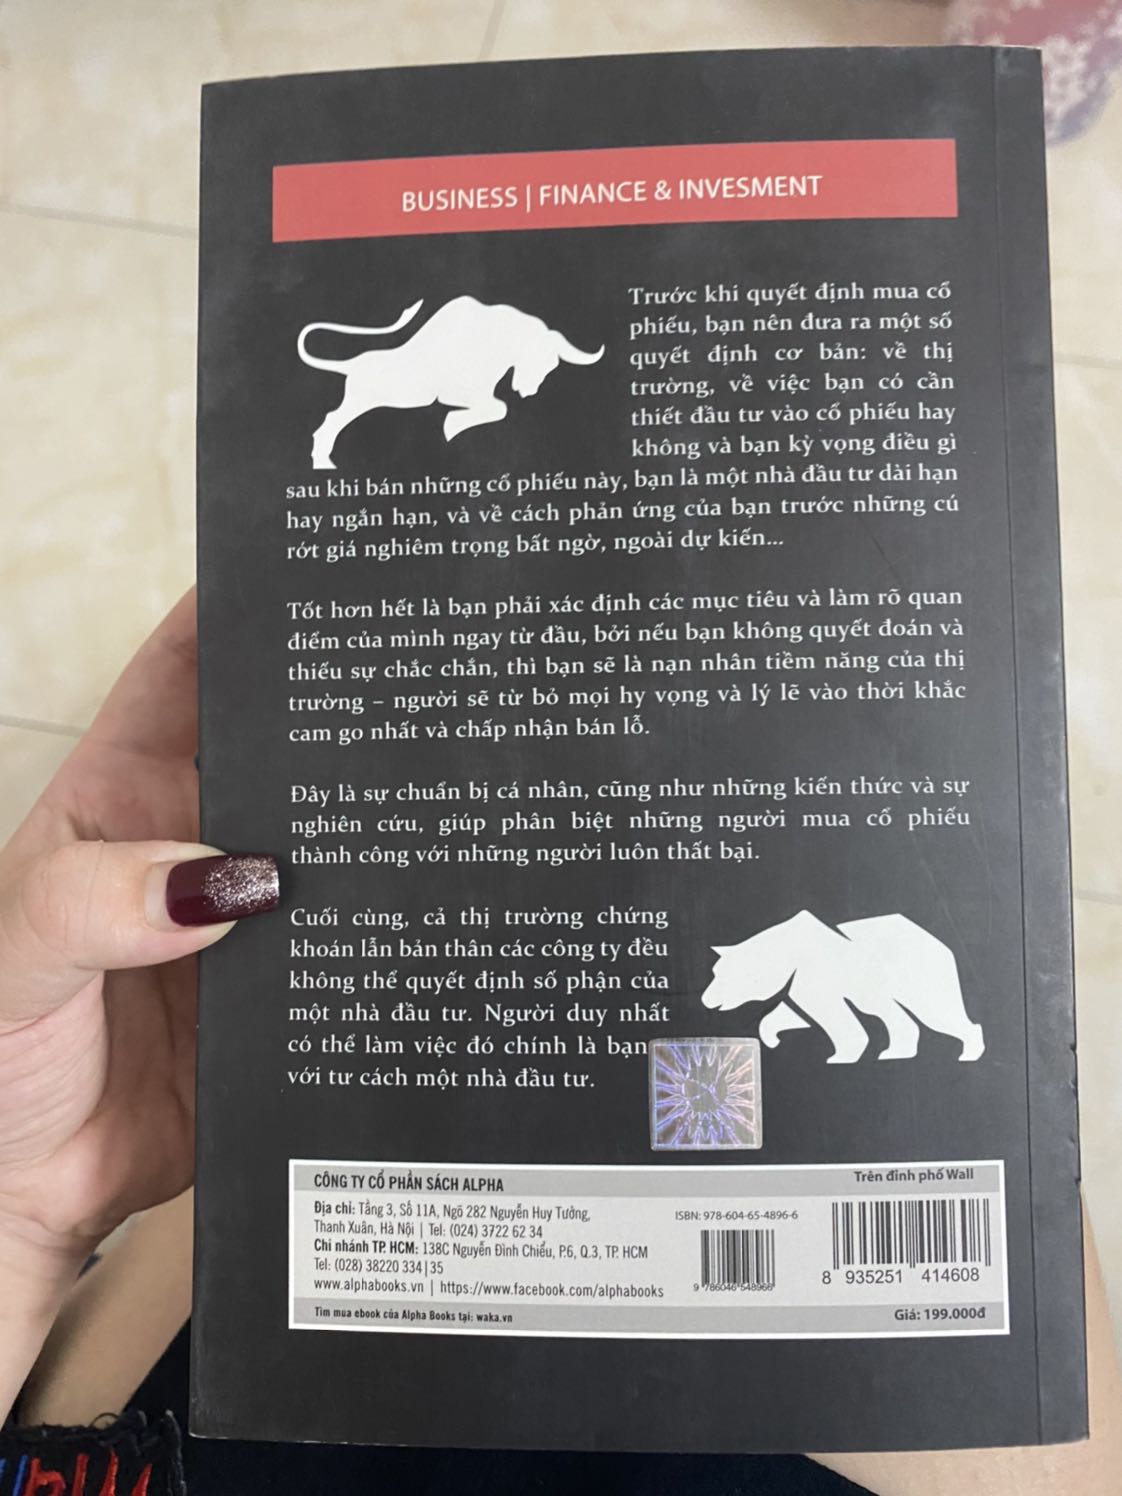 BUSINESS | FINANCE & INVESMENT
Trước khi quyết định mua cổ
phiếu, bạn nên đưa ra một số
quyết định cơ bản: về thị
trường, về việc bạn có cần
thiết đầu tư vào cổ phiếu hay
không và bạn kỳ vọng điều gì
sau khi bán những cổ phiếu này, bạn là một nhà đầu tư dài hạn
hay ngắn hạn, và về cách phản ứng của bạn trước những cú
rớt giá nghiêm trọng bất ngờ, ngoài dự kiến...
Tốt hơn hết là bạn phải xác định các mục tiêu và làm rõ quan
điểm của mình ngay từ đầu, bởi nếu bạn không quyết đoán và
thiếu sự chắc chắn, thì bạn sẽ là nạn nhân tiềm năng của thị
trường – người sẽ từ bỏ mọi hy vọng và lý lẽ vào thời khắc
cam go nhất và chấp nhận bán lỗ.
Đây là sự chuẩn bị cá nhân, cũng như những kiến thức và sự
nghiên cứu, giúp phân biệt những người mua cổ phiếu
thành công với những người luôn thất bại.
Cuối cùng, cả thị trường chứng
khoán lẫn bản thân các công ty đều
không thể quyết định số phận của
một nhà đầu tư. Người duy nhất
có thể làm việc đó chính là bạn
với tư cách một nhà đầu tư.
CÔNG TY CỔ PHẦN SÁCH ALPHA
Địa chỉ: Tầng 3, Số 11A, Ngõ 282 Nguyễn Huy Tưởng,
Thanh Xuân, Hà Nội | Tel: (024) 3722 62 34
Chi nhánh TP. HCM: 138C Nguyễn Đình Chiểu, P.6, Q.3, TP. HCM
Tel: (028) 38220 334|35
www.alphabooks.vn | https://www.facebook.com/alphabooks
Tìm mua ebook của Alpha Books tại: waka.vn
Trên đỉnh phố Wall
ISBN: 978-604-65-4896-6
9 786046 548966
8 935251 414608
Giá: 199.000đ